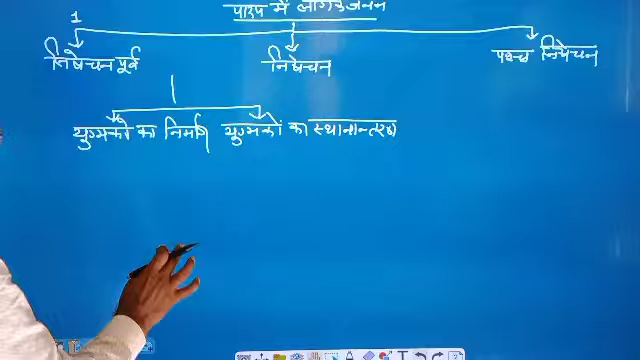 पादप में लैंगिक जनन
1
निषेचन पूर्व निषेचन पश्च निषेचन
युग्मकों का निर्माण युग्मकों का स्थानान्तरण